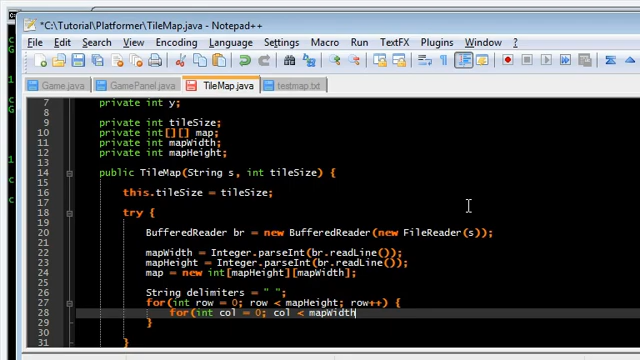 *C:\Tutorial\Platformer\TileMap.java - Notepad++
File Edit Search View Encoding Language Settings Macro Run TextFX Plugins Window ?
Game.java GamePanel.java TileMap.java testmap.txt
7 private int y;
8
9 private int tileSize;
10 private int[][] map;
11 private int mapWidth;
12 private int mapHeight;
13
14 public TileMap(String s, int tileSize) {
15
16 this.tileSize = tileSize;
17
18 try {
19
20 BufferedReader br = new BufferedReader(new FileReader(s));
21
22 mapWidth = Integer.parseInt(br.readLine());
23 mapHeight = Integer.parseInt(br.readLine());
24 map = new int[mapHeight][mapWidth];
25
26 String delimiters = " ";
27 for(int row = 0; row < mapHeight; row++) {
28 for(int col = 0; col < mapWidth
29 }
30
31 }